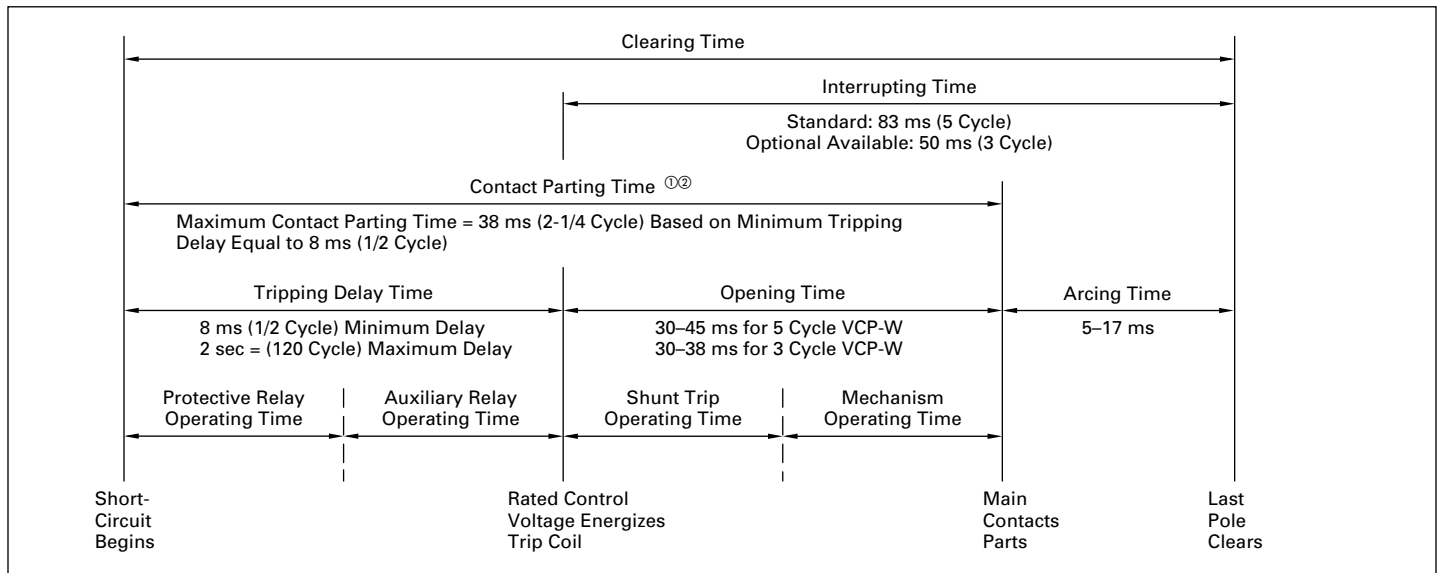 Clearing Time
Interrupting Time
Standard: 83 ms (5 Cycle)
Optional Available: 50 ms (3 Cycle)
Contact Parting Time ①②
Maximum Contact Parting Time = 38 ms (2-1/4 Cycle) Based on Minimum Tripping
Delay Equal to 8 ms (1/2 Cycle)
Tripping Delay Time
8 ms (1/2 Cycle) Minimum Delay
2 sec = (120 Cycle) Maximum Delay
Opening Time
30–45 ms for 5 Cycle VCP-W
30–38 ms for 3 Cycle VCP-W
Arcing Time
5–17 ms
Protective Relay
Operating Time
Auxiliary Relay
Operating Time
Shunt Trip
Operating Time
Mechanism
Operating Time
Short-
Circuit
Begins
Rated Control
Voltage Energizes
Trip Coil
Main
Contacts
Parts
Last
Pole
Clears